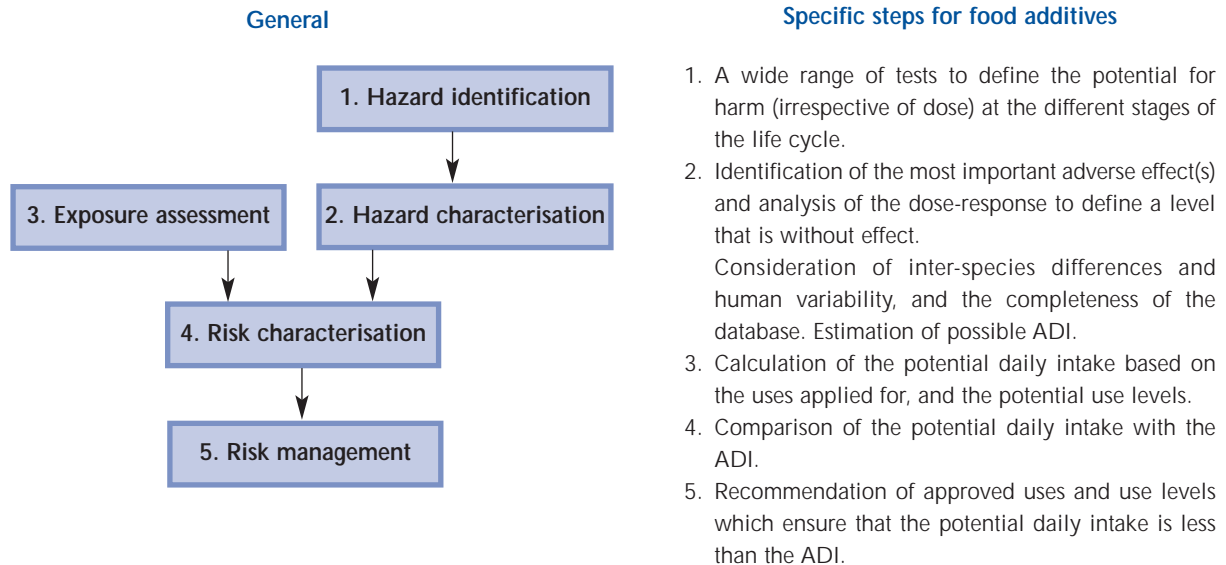 General
1. Hazard identification
3. Exposure assessment
2. Hazard characterisation
4. Risk characterisation
5. Risk management
Specific steps for food additives
1. A wide range of tests to define the potential for
harm (irrespective of dose) at the different stages of
the life cycle.
2. Identification of the most important adverse effect(s)
and analysis of the dose-response to define a level
that is without effect.
Consideration of inter-species differences and
human variability, and the completeness of the
database. Estimation of possible ADI.
3. Calculation of the potential daily intake based on
the uses applied for, and the potential use levels.
4. Comparison of the potential daily intake with the
ADI.
5. Recommendation of approved uses and use levels
which ensure that the potential daily intake is less
than the ADI.